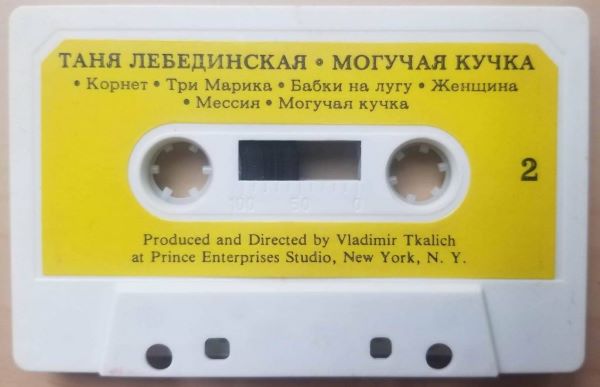 ТАНЯ ЛЕБЕДИНСКАЯ • МОГУЧАЯ КУЧКА
• Корнет • Три Марика • Бабки на лугу • Женщина
• Мессия • Могучая кучка
2
100 50 0
Produced and Directed by Vladimir Tkalich
at Prince Enterprises Studio, New York, N. Y.